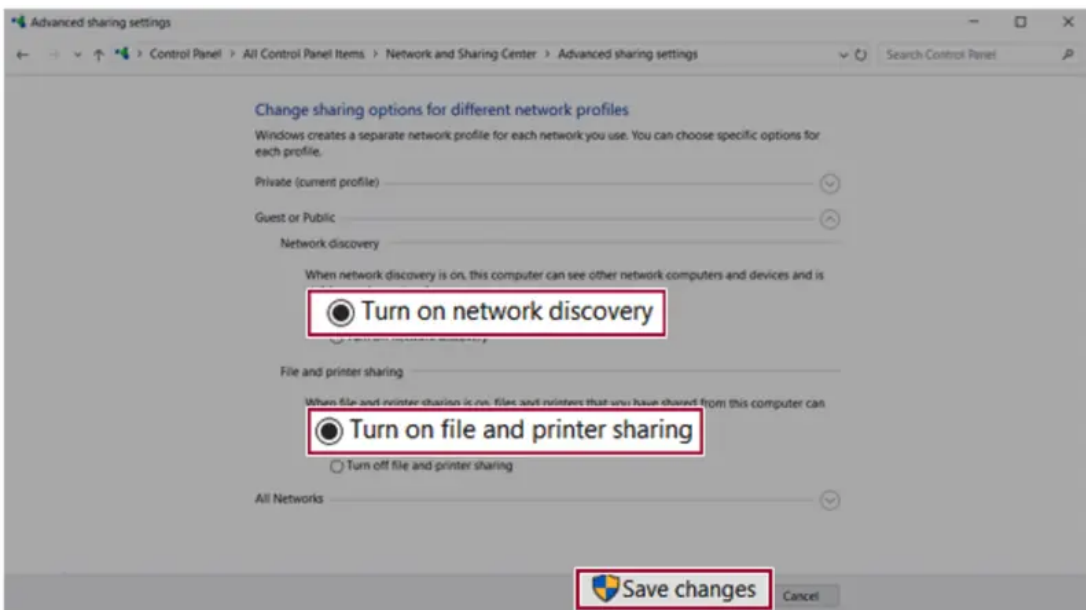 Advanced sharing settings
Control Panel > All Control Panel Items > Network and Sharing Center > Advanced sharing settings
Search Control Panel
Change sharing options for different network profiles
Windows creates a separate network profile for each network you use. You can choose specific options for
each profile.
Private (current profile)
Guest or Public
Network discovery
When network discovery is on, this computer can see other network computers and devices and is
Turn on network discovery
Turn off network discovery
File and printer sharing
When file and printer sharing is on, files and printers that you have shared from this computer can
Turn on file and printer sharing
Turn off file and printer sharing
All Networks
Save changes
Cancel